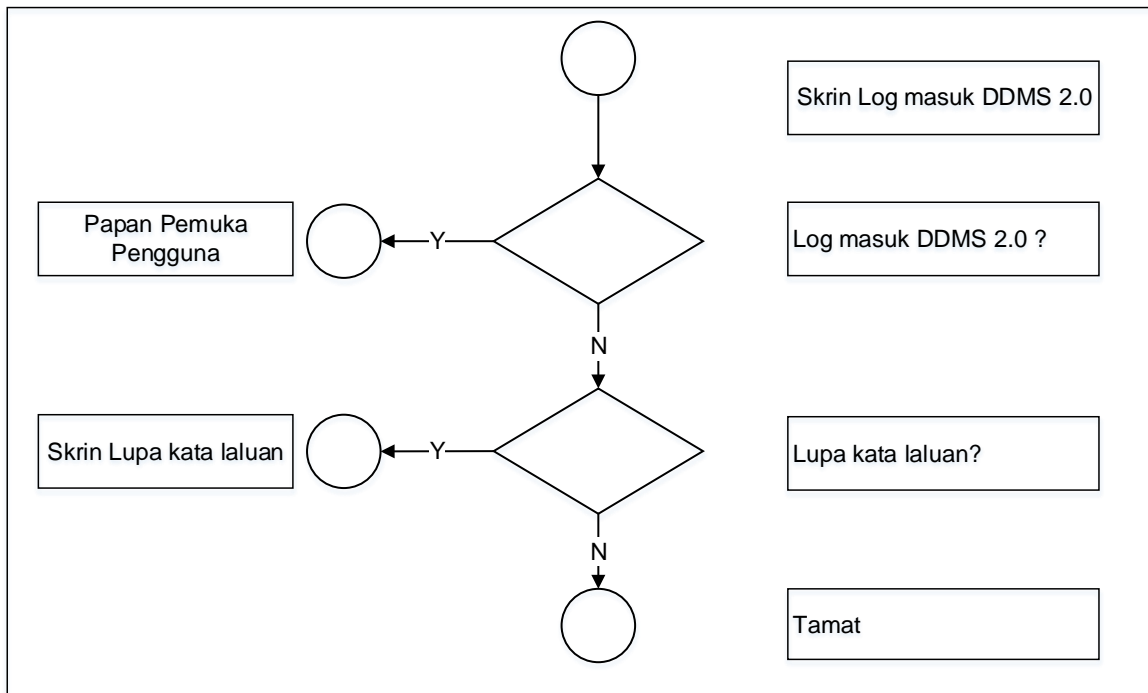 Skrin Log masuk DDMS 2.0
Papan Pemuka
Pengguna
Y
Log masuk DDMS 2.0 ?
N
Skrin Lupa kata laluan
Y
Lupa kata laluan?
N
Tamat